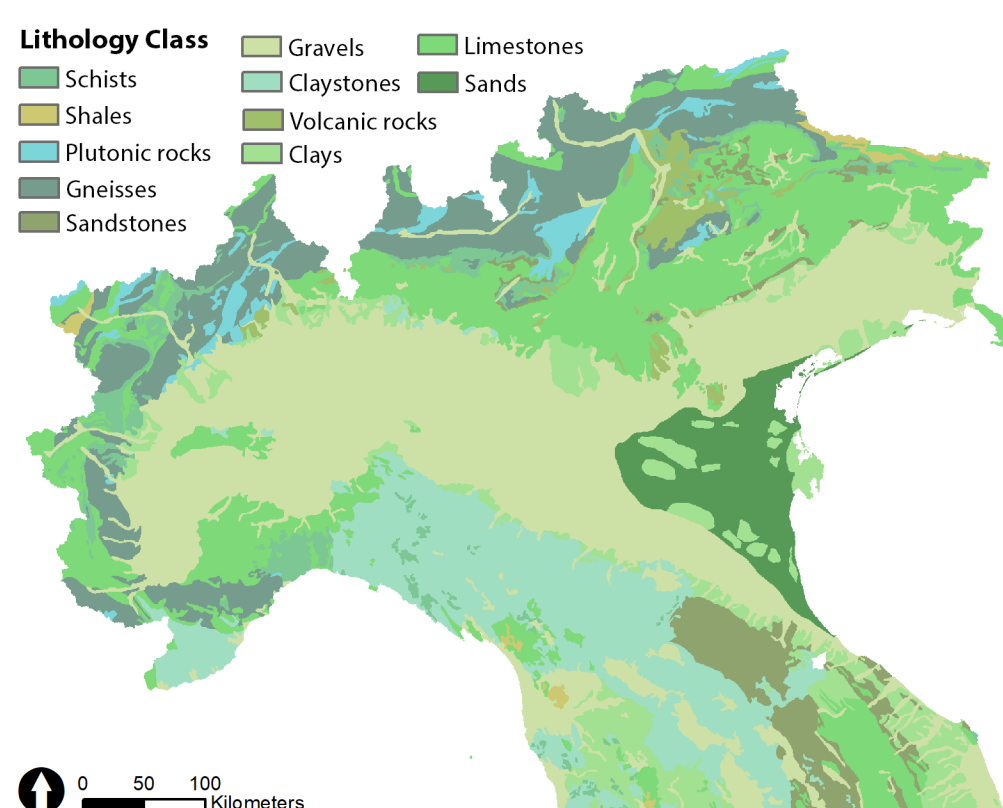 Lithology Class
Schists
Shales
Plutonic rocks
Gneisses
Sandstones
Gravels
Claystones
Volcanic rocks
Clays
Limestones
Sands
0 50 100
Kilometers